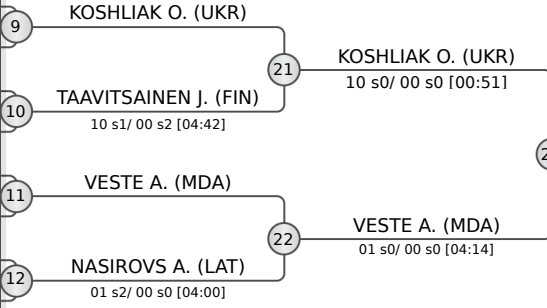 9
KOSHLIAK O. (UKR)
21
KOSHLIAK O. (UKR)
10 s0/ 00 s0 [00:51]
10
TAAVITSAINEN J. (FIN)
10 s1/ 00 s2 [04:42]
11
VESTE A. (MDA)
22
VESTE A. (MDA)
01 s0/ 00 s0 [04:14]
12
NASIROVS A. (LAT)
01 s2/ 00 s0 [04:00]